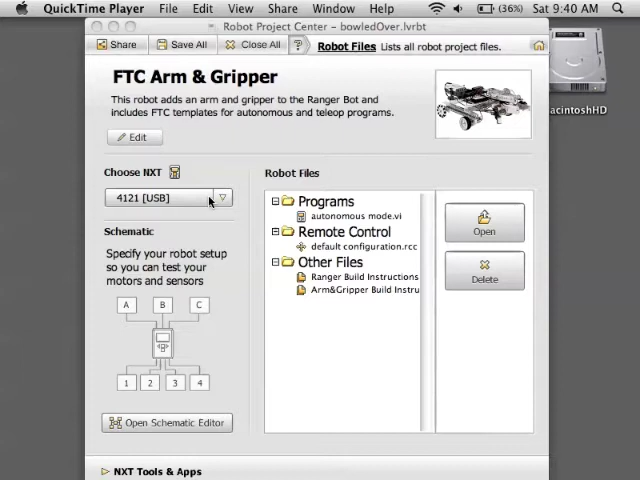 QuickTime Player File Edit View Share Window Help (36%) Sat 9:40 AM
Robot Project Center - bowledOver.lvrbt
Share Save All Close All ? Robot Files Lists all robot project files.
FTC Arm & Gripper
This robot adds an arm and gripper to the Ranger Bot and
includes FTC templates for autonomous and teleop programs.
acintoshHD
Edit
Choose NXT
Robot Files
4121 [USB]
Programs
autonomous mode.vi
Remote Control
default configuration.rcc
Other Files
Ranger Build Instructions
Arm&Gripper Build Instru
Open
Delete
Schematic
Specify your robot setup
so you can test your
motors and sensors
A B C
1 2 3 4
Open Schematic Editor
NXT Tools & Apps